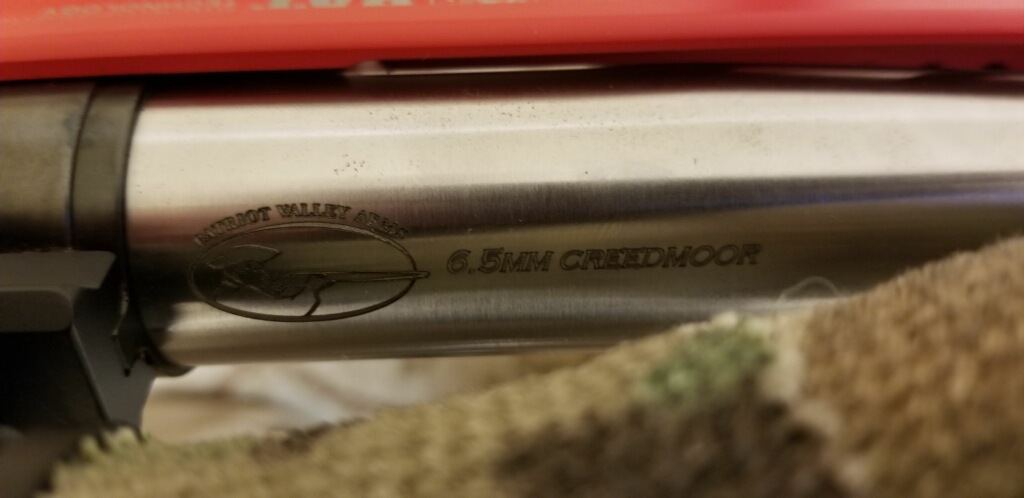 PATRIOT VALLEY ARMS
6.5MM CREEDMOOR